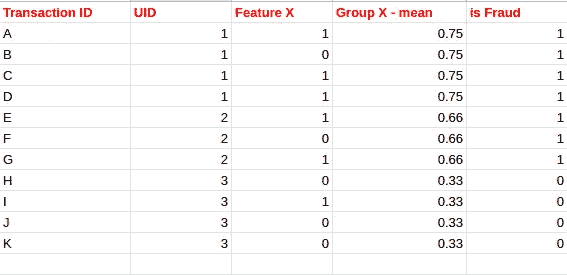 Transaction ID UID Feature X Group X - mean is Fraud
A 1 1 0.75 1
B 1 0 0.75 1
C 1 1 0.75 1
D 1 1 0.75 1
E 2 1 0.66 1
F 2 0 0.66 1
G 2 1 0.66 1
H 3 0 0.33 0
I 3 1 0.33 0
J 3 0 0.33 0
K 3 0 0.33 0